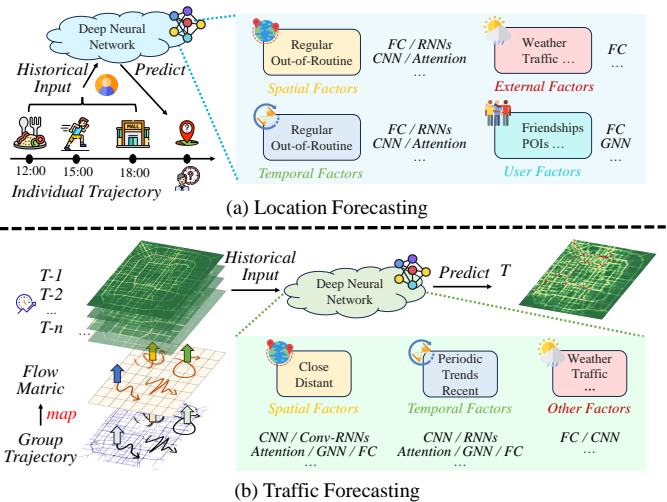 Deep Neural
Network
Historical
Input
Predict
MALL
12:00
15:00
18:00
Individual Trajectory
Regular
Out-of-Routine
FC / RNNs
CNN / Attention
...
Spatial Factors
Weather
Traffic ...
FC
...
External Factors
Regular
Out-of-Routine
FC / RNNs
CNN / Attention
...
Temporal Factors
Friendships
POIs ...
FC
GNN
...
User Factors
(a) Location Forecasting
T-1
T-2
...
T-n
...
Historical
Input
Deep Neural
Network
Predict
T
Flow
Matric
map
Group
Trajectory
Close
Distant
Spatial Factors
CNN / Conv-RNNs
Attention / GNN / FC
...
Periodic
Trends
Recent
Temporal Factors
CNN / RNNs
Attention / GNN / FC
...
Weather
Traffic
...
Other Factors
FC / CNN
...
(b) Traffic Forecasting